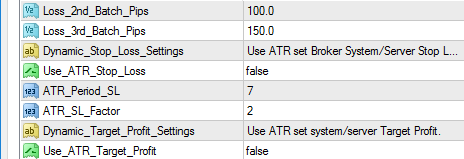 Loss_2nd_Batch_Pips 100.0
Loss_3rd_Batch_Pips 150.0
Dynamic_Stop_Loss_Settings Use ATR set Broker System/Server Stop L...
Use_ATR_Stop_Loss false
ATR_Period_SL 7
ATR_SL_Factor 2
Dynamic_Target_Profit_Settings Use ATR set system/server Target Profit.
Use_ATR_Target_Profit false